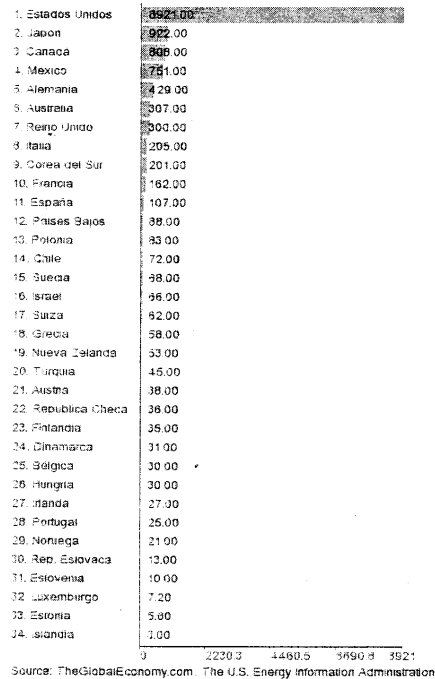 1. Estados Unidos 8921.00
2. Japon 922.00
3. Canada 808.00
4. Mexico 751.00
5. Alemania 429.00
6. Australia 307.00
7. Reino Unido 300.00
8. Italia 205.00
9. Corea del Sur 201.00
10. Francia 162.00
11. España 107.00
12. Paises Bajos 88.00
13. Polonia 83.00
14. Chile 72.00
15. Suecia 68.00
16. Israel 66.00
17. Suiza 62.00
18. Grecia 58.00
19. Nueva Zelanda 53.00
20. Turquia 45.00
21. Austria 38.00
22. Republica Checa 36.00
23. Finlandia 35.00
24. Dinamarca 31.00
25. Belgica 30.00
26. Hungria 30.00
27. Irlanda 27.00
28. Portugal 25.00
29. Noruega 21.00
30. Rep. Eslovaca 13.00
31. Eslovenia 10.00
32. Luxemburgo 7.20
33. Estonia 5.60
34. Islandia
0 2230.3 4460.5 6690.8 8921
Source: TheGlobalEconomy.com, The U.S. Energy Information Administration